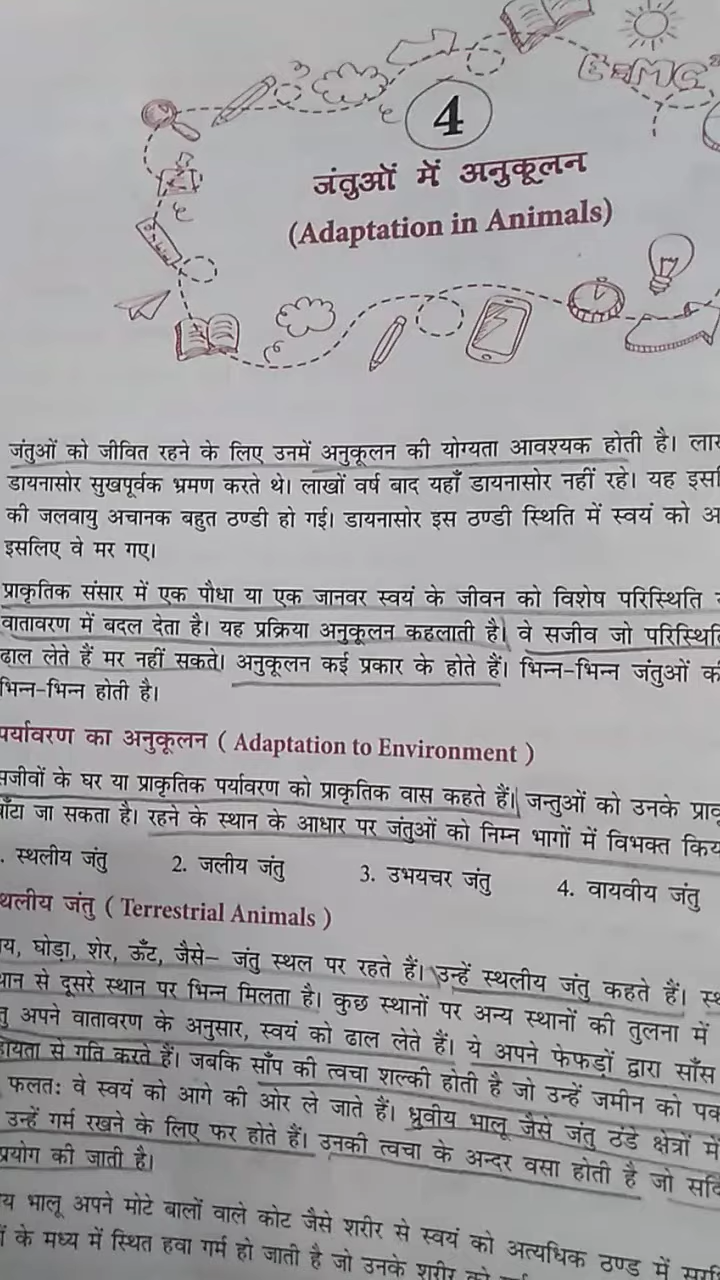 4
जंतुओं में अनुकूलन
(Adaptation in Animals)
जंतुओं को जीवित रहने के लिए उनमें अनुकूलन की योग्यता आवश्यक होती है।
डायनासोर सुखपूर्वक भ्रमण करते थे। लाखों वर्ष बाद यहाँ डायनासोर नहीं रहे। यह
की जलवायु अचानक बहुत ठण्डी हो गई। डायनासोर इस ठण्डी स्थिति में स्वयं को
इसलिए वे मर गए।
प्राकृतिक संसार में एक पौधा या एक जानवर स्वयं के जीवन को विशेष परिस्थिति
वातावरण में बदल देता है। यह प्रक्रिया अनुकूलन कहलाती है। वे सजीव जो
ढाल लेते हैं मर नहीं सकते। अनुकूलन कई प्रकार के होते हैं। भिन्न-भिन्न जंतुओं
भिन्न-भिन्न होती है।
पर्यावरण का अनुकूलन ( Adaptation to Environment )
सजीवों के घर या प्राकृतिक पर्यावरण को प्राकृतिक वास कहते हैं। जन्तुओं को उनके
जा सकता है। रहने के स्थान के आधार पर जंतुओं को निम्न भागों में विभक्त
स्थलीय जंतु 2. जलीय जंतु 3. उभयचर जंतु 4. वायवीय जंतु
जंतु ( Terrestrial Animals )
घोड़ा, शेर, ऊँट, जैसे– जंतु स्थल पर रहते हैं। उन्हें स्थलीय जंतु कहते हैं।
से दूसरे स्थान पर भिन्न मिलता है। कुछ स्थानों पर अन्य स्थानों की तुलना में
अपने वातावरण के अनुसार, स्वयं को ढाल लेते हैं। ये अपने फेफड़ों द्वारा साँस
से गति करते हैं। जबकि साँप की त्वचा शल्की होती है जो उन्हें जमीन को
फलतः वे स्वयं को आगे की ओर ले जाते हैं। ध्रुवीय भालू जैसे जंतु ठंडे क्षेत्रों में
उन्हें गर्म रखने के लिए फर होते हैं। उनकी त्वचा के अन्दर वसा होती है जो
प्रयोग की जाती है।
भालू अपने मोटे बालों वाले कोट जैसे शरीर से स्वयं को अत्यधिक ठण्ड में
के मध्य में स्थित हवा गर्म हो जाती है जो उनके शरीर को